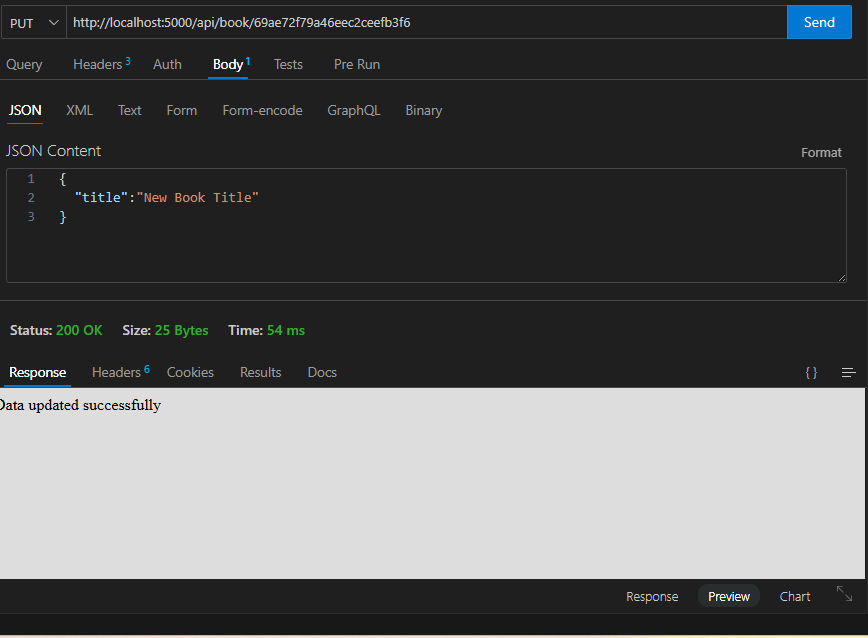 PUT http://localhost:5000/api/book/69ae72f79a46eec2ceefb3f6 Send
Query Headers 3 Auth Body 1 Tests Pre Run
JSON XML Text Form Form-encode GraphQL Binary
JSON Content Format
1 {
2 "title":"New Book Title"
3 }
Status: 200 OK Size: 25 Bytes Time: 54 ms
Response Headers 6 Cookies Results Docs { }
Data updated successfully
Response Preview Chart